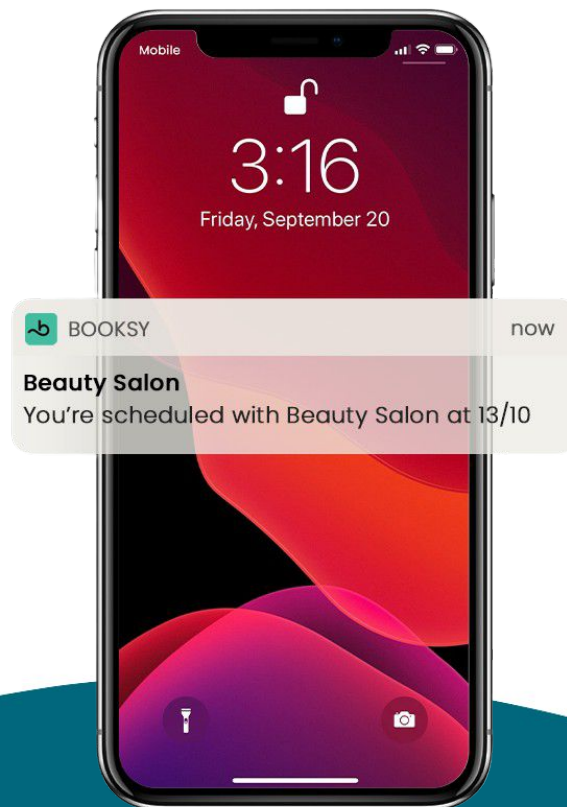 Mobile
3:16
Friday, September 20
BOOKSY now
Beauty Salon
You're scheduled with Beauty Salon at 13/10